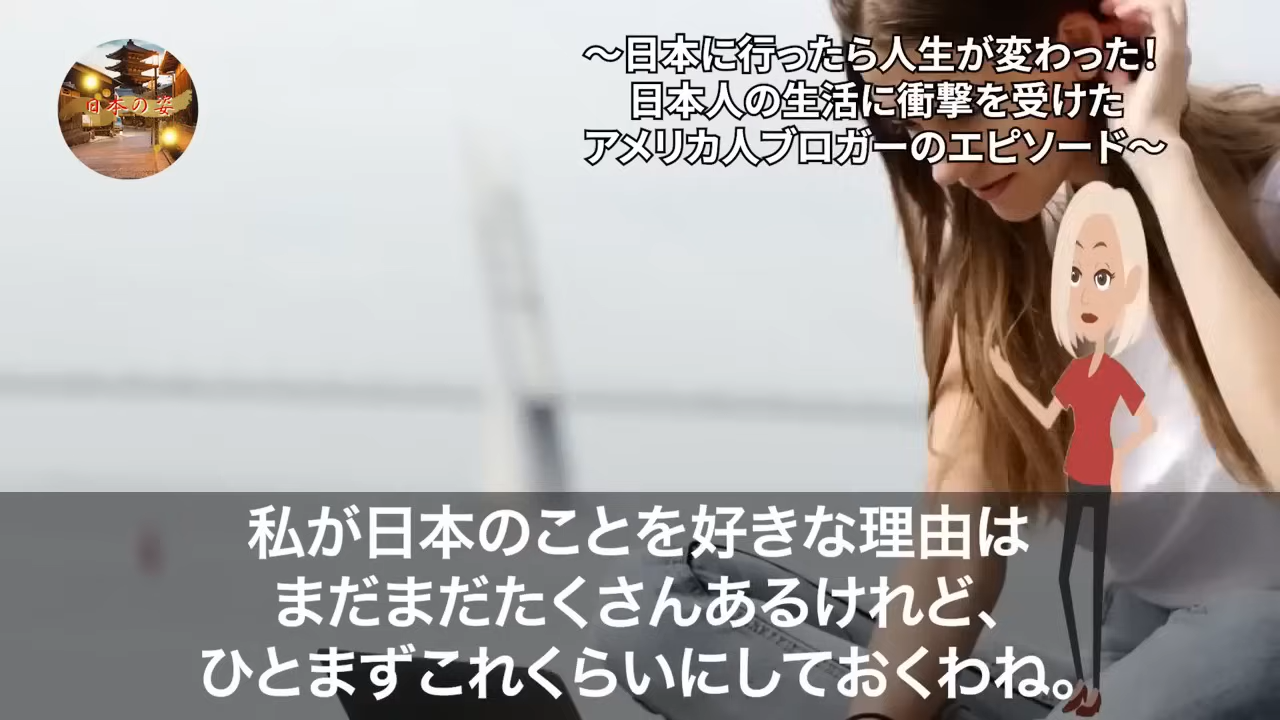 日本の姿
〜日本に行ったら人生が変わった!
日本人の生活に衝撃を受けた
アメリカ人ブロガーのエピソード〜
私が日本のことを好きな理由は
まだまだたくさんあるけれど、
ひとまずこれくらいにしておくわね。